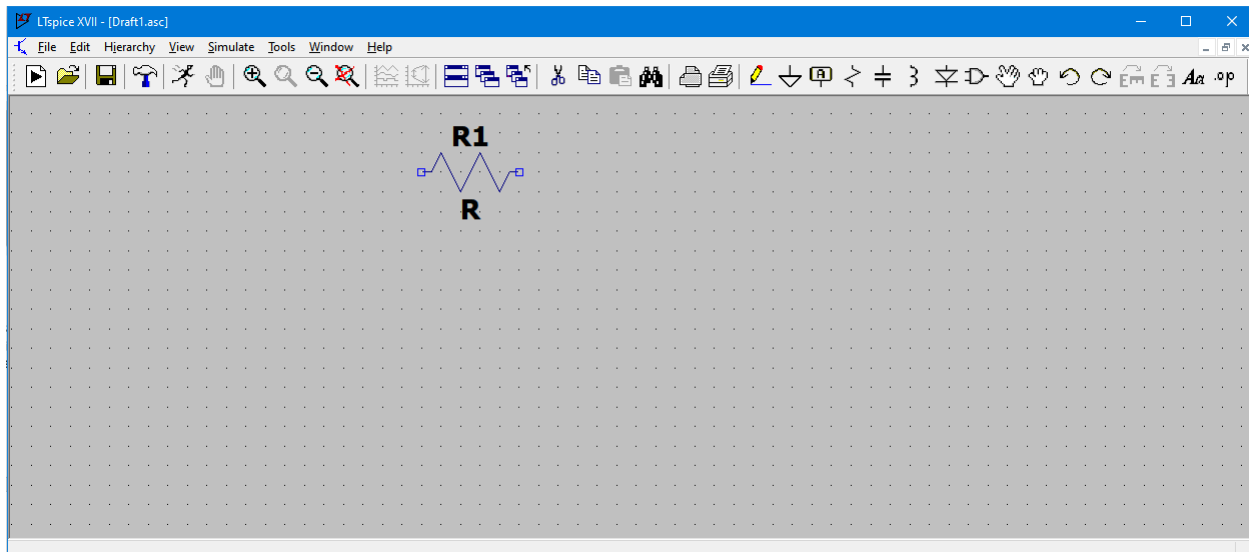 LTspice XVII - [Draft1.asc]
File Edit Hierarchy View Simulate Tools Window Help
Aa .op
R1
R